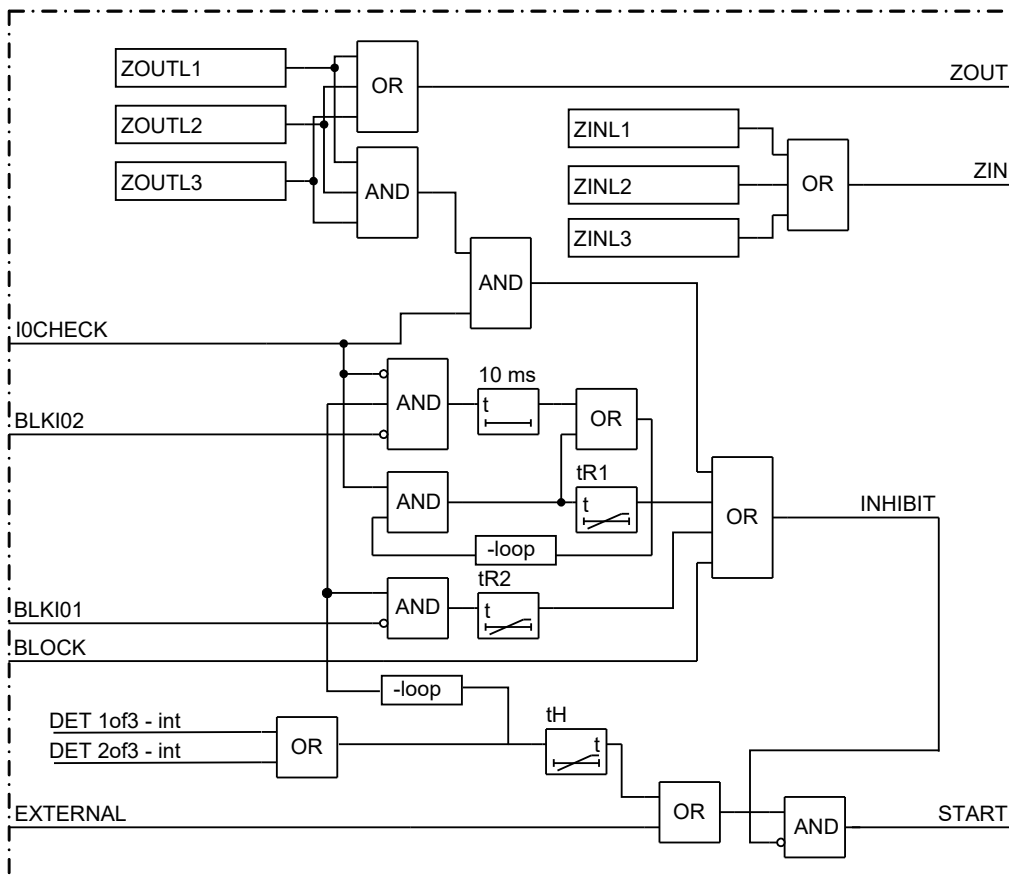 ZOUTL1
OR
ZOUT
ZOUTL2
ZINL1
ZOUTL3
AND
ZINL2
OR
ZIN
ZINL3
AND
I0CHECK
10 ms
AND
t
OR
BLKI02
tR1
AND
t
OR
INHIBIT
-loop
tR2
BLKI01
AND
t
BLOCK
-loop
DET 1of3 - int
tH
OR
t
DET 2of3 - int
EXTERNAL
OR
AND
START